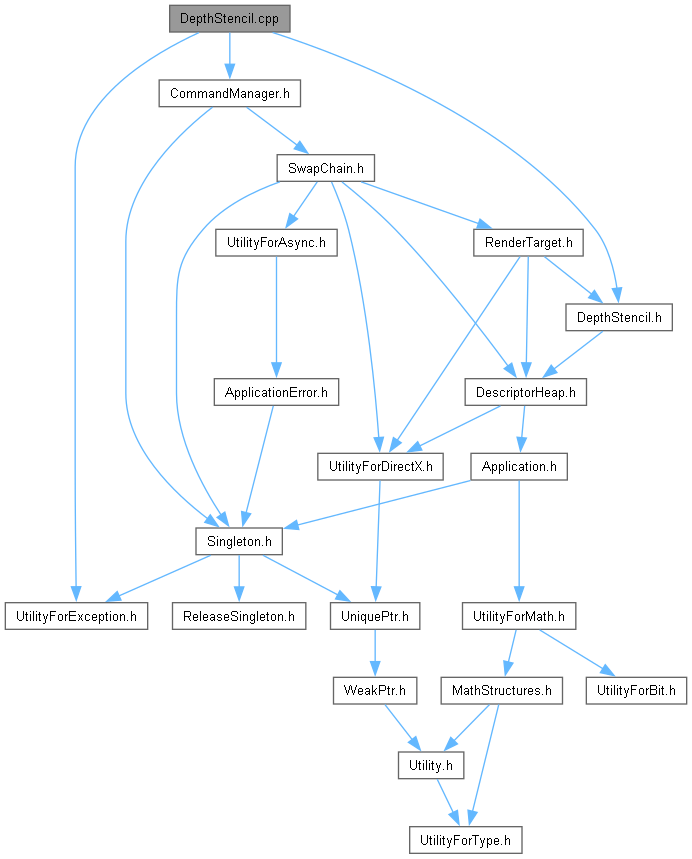 DepthStencil.cpp
CommandManager.h
SwapChain.h
UtilityForAsync.h
RenderTarget.h
DepthStencil.h
ApplicationError.h
DescriptorHeap.h
UtilityForDirectX.h
Application.h
Singleton.h
UtilityForException.h
ReleaseSingleton.h
UniquePtr.h
UtilityForMath.h
WeakPtr.h
MathStructures.h
UtilityForBit.h
Utility.h
UtilityForType.h